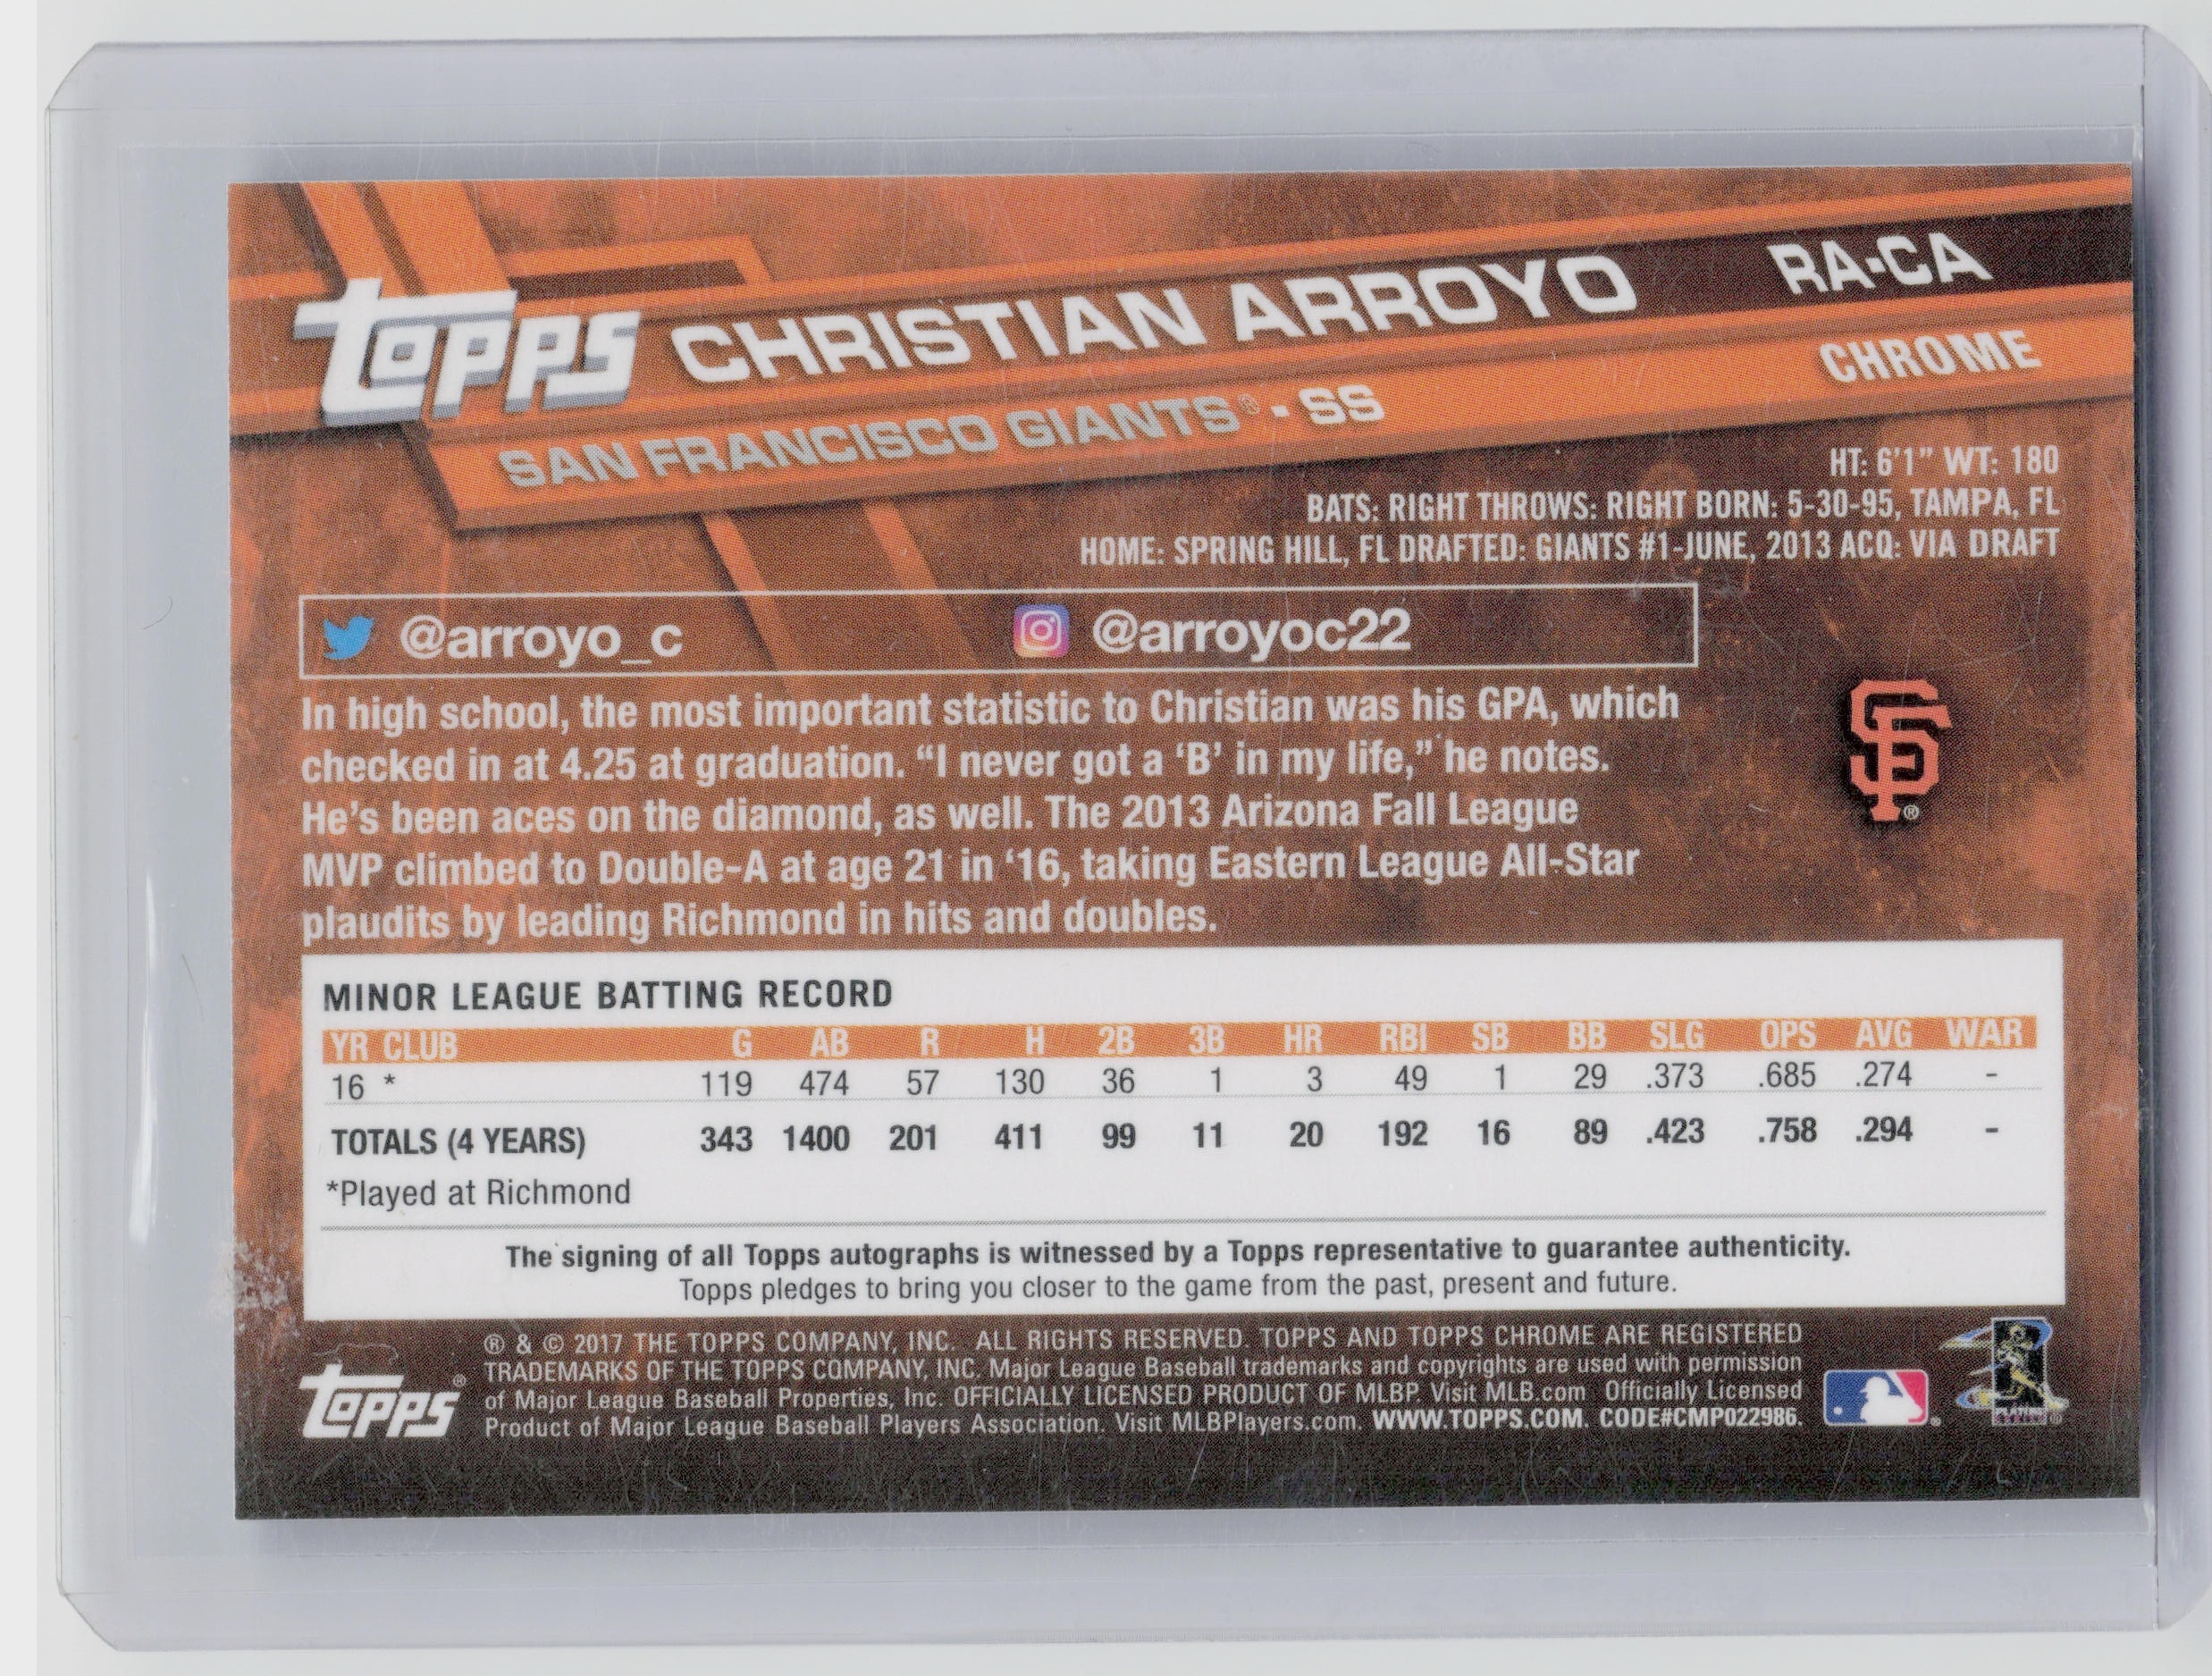 topps CHRISTIAN ARROYO RA-CA
SAN FRANCISCO GIANTS® - SS CHROME
HT: 6'1” WT: 180
BATS: RIGHT THROWS: RIGHT BORN: 5-30-95, TAMPA, FL
HOME: SPRING HILL, FL DRAFTED: GIANTS #1-JUNE, 2013 ACQ: VIA DRAFT
@arroyo_c @arroyoc22
In high school, the most important statistic to Christian was his GPA, which
checked in at 4.25 at graduation. “I never got a ‘B’ in my life,” he notes.
He’s been aces on the diamond, as well. The 2013 Arizona Fall League
MVP climbed to Double-A at age 21 in ‘16, taking Eastern League All-Star
plaudits by leading Richmond in hits and doubles.
SF®
MINOR LEAGUE BATTING RECORD
YR CLUB G AB R H 2B 3B HR RBI SB BB SLG OPS AVG WAR
16 * 119 474 57 130 36 1 3 49 1 29 .373 .685 .274 -
TOTALS (4 YEARS) 343 1400 201 411 99 11 20 192 16 89 .423 .758 .294 -
*Played at Richmond
The signing of all Topps autographs is witnessed by a Topps representative to guarantee authenticity.
Topps pledges to bring you closer to the game from the past, present and future.
® & © 2017 THE TOPPS COMPANY, INC. ALL RIGHTS RESERVED. TOPPS AND TOPPS CHROME ARE REGISTERED
TRADEMARKS OF THE TOPPS COMPANY, INC. Major League Baseball trademarks and copyrights are used with permission
of Major League Baseball Properties, Inc. OFFICIALLY LICENSED PRODUCT OF MLBP. Visit MLB.com Officially Licensed
Product of Major League Baseball Players Association. Visit MLBPlayers.com. WWW.TOPPS.COM. CODE#CMP022986.
topps®